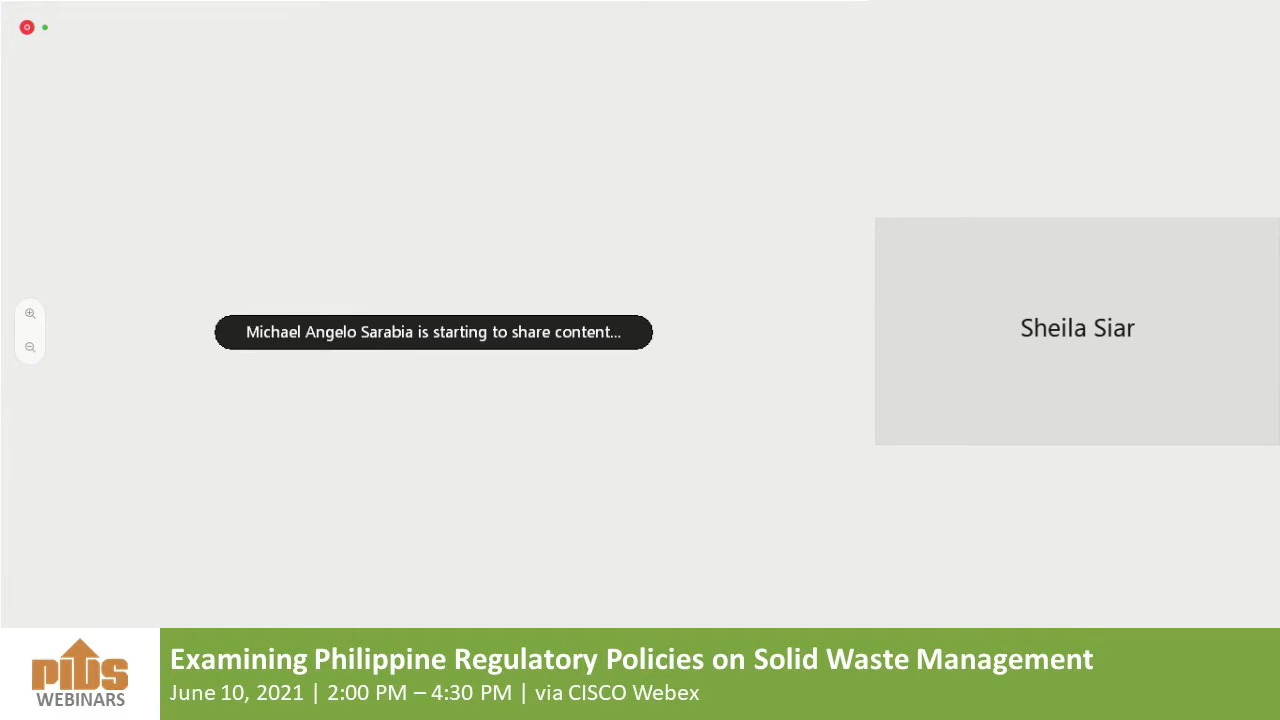 Michael Angelo Sarabia is starting to share content...
Sheila Siar
PIDS
WEBINARS
Examining Philippine Regulatory Policies on Solid Waste Management
June 10, 2021 | 2:00 PM – 4:30 PM | via CISCO Webex